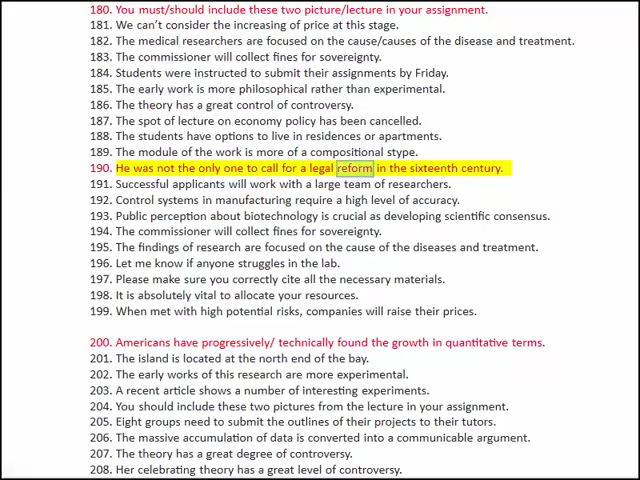 180. You must/should include these two picture/lecture in your assignment.
181. We can't consider the increasing of price at this stage.
182. The medical researchers are focused on the cause/causes of the disease and treatment.
183. The commissioner will collect fines for sovereignty.
184. Students were instructed to submit their assignments by Friday.
185. The early work is more philosophical rather than experimental.
186. The theory has a great control of controversy.
187. The spot of lecture on economy policy has been cancelled.
188. The students have options to live in residences or apartments.
189. The module of the work is more of a compositional stype.
190. He was not the only one to call for a legal reform in the sixteenth century.
191. Successful applicants will work with a large team of researchers.
192. Control systems in manufacturing require a high level of accuracy.
193. Public perception about biotechnology is crucial as developing scientific consensus.
194. The commissioner will collect fines for sovereignty.
195. The findings of research are focused on the cause of the diseases and treatment.
196. Let me know if anyone struggles in the lab.
197. Please make sure you correctly cite all the necessary materials.
198. It is absolutely vital to allocate your resources.
199. When met with high potential risks, companies will raise their prices.
200. Americans have progressively/ technically found the growth in quantitative terms.
201. The island is located at the north end of the bay.
202. The early works of this research are more experimental.
203. A recent article shows a number of interesting experiments.
204. You should include these two pictures from the lecture in your assignment.
205. Eight groups need to submit the outlines of their projects to their tutors.
206. The massive accumulation of data is converted into a communicable argument.
207. The theory has a great degree of controversy.
208. Her celebrating theory has a great level of controversy.